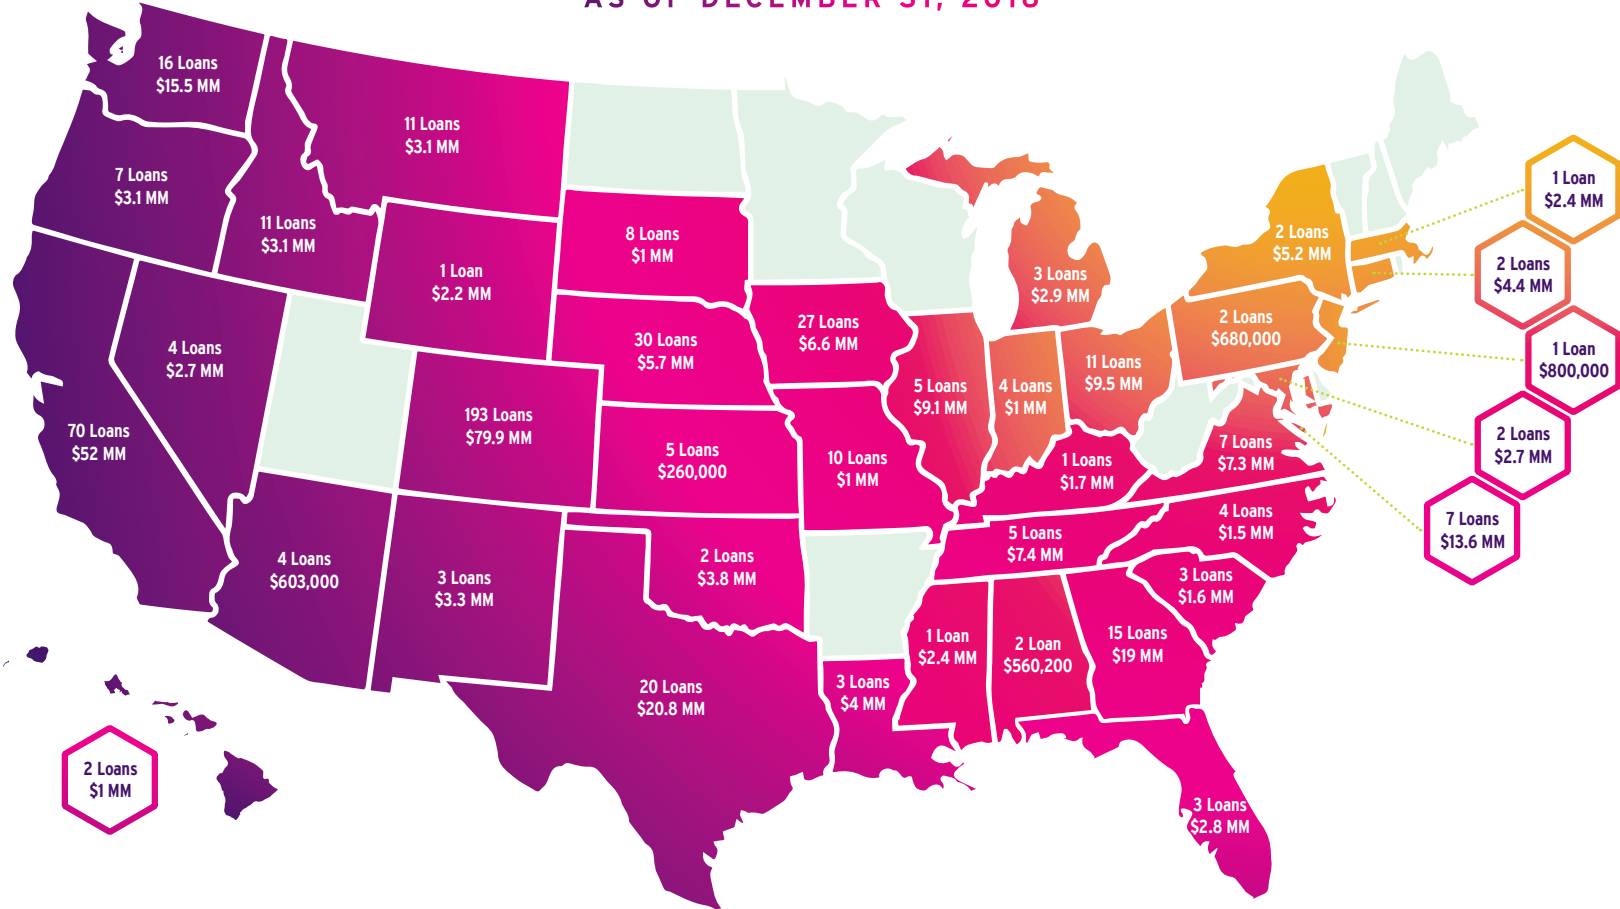 AS OF DECEMBER 31, 2018
16 Loans
$15.5 MM
11 Loans
$3.1 MM
7 Loans
$3.1 MM
11 Loans
$3.1 MM
8 Loans
$1 MM
1 Loan
$2.2 MM
30 Loans
$5.7 MM
27 Loans
$6.6 MM
4 Loans
$2.7 MM
193 Loans
$79.9 MM
70 Loans
$52 MM
5 Loans
$260,000
10 Loans
$1 MM
5 Loans
$9.1 MM
4 Loans
$1 MM
11 Loans
$9.5 MM
3 Loans
$2.9 MM
2 Loans
$5.2 MM
2 Loans
$680,000
1 Loan
$2.4 MM
2 Loans
$4.4 MM
1 Loan
$800,000
2 Loans
$2.7 MM
7 Loans
$13.6 MM
7 Loans
$7.3 MM
1 Loans
$1.7 MM
4 Loans
$1.5 MM
5 Loans
$7.4 MM
3 Loans
$1.6 MM
4 Loans
$603,000
3 Loans
$3.3 MM
2 Loans
$3.8 MM
20 Loans
$20.8 MM
3 Loans
$4 MM
1 Loan
$2.4 MM
2 Loan
$560,200
15 Loans
$19 MM
3 Loans
$2.8 MM
2 Loans
$1 MM